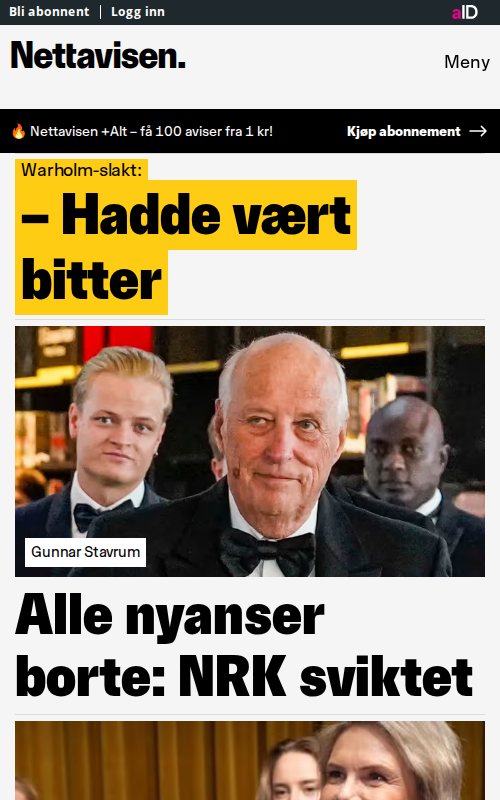 Bli abonnent | Logg inn
aID
Nettavisen.
Meny
🔥 Nettavisen +Alt – få 100 aviser fra 1 kr!
Kjøp abonnement →
Warholm-slakt:
– Hadde vært
bitter
Gunnar Stavrum
Alle nyanser
borte: NRK sviktet